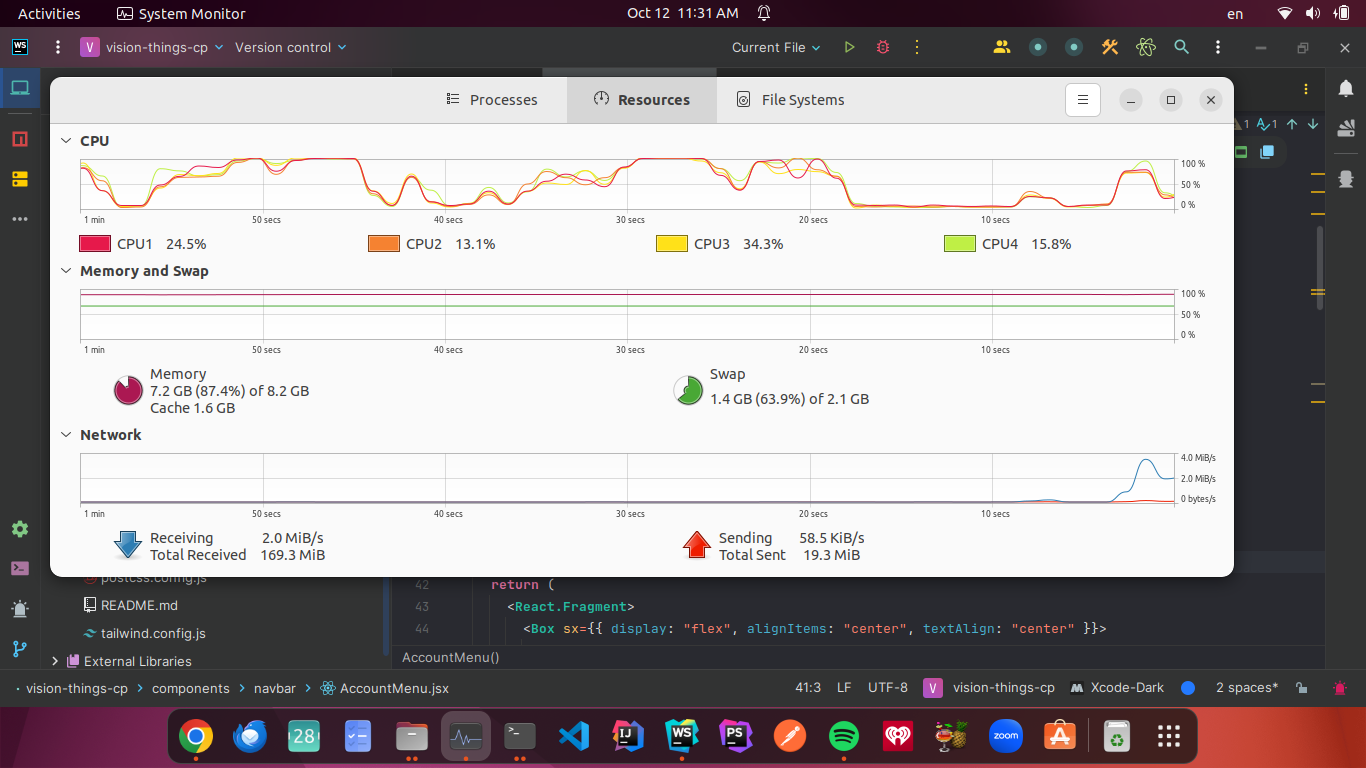 Activities
System Monitor
Oct 12 11:31 AM
en
WS
V
vision-things-cp
Version control
Current File
Processes
Resources
File Systems
1
1
CPU
100 %
50 %
0 %
1 min
50 secs
40 secs
30 secs
20 secs
10 secs
CPU1 24.5%
CPU2 13.1%
CPU3 34.3%
CPU4 15.8%
Memory and Swap
100 %
50 %
0 %
1 min
50 secs
40 secs
30 secs
20 secs
10 secs
Memory
7.2 GB (87.4%) of 8.2 GB
Cache 1.6 GB
Swap
1.4 GB (63.9%) of 2.1 GB
Network
4.0 MiB/s
2.0 MiB/s
0 bytes/s
1 min
50 secs
40 secs
30 secs
20 secs
10 secs
Receiving 2.0 MiB/s
Total Received 169.3 MiB
Sending 58.5 KiB/s
Total Sent 19.3 MiB
postcss.config.js
README.md
tailwind.config.js
External Libraries
42 return (
43 <React.Fragment>
44 <Box sx={{ display: "flex", alignItems: "center", textAlign: "center" }}>
AccountMenu()
vision-things-cp
components
navbar
AccountMenu.jsx
41:3
LF
UTF-8
V
vision-things-cp
Xcode-Dark
2 spaces*
28
IJ
WS
PS
zoom